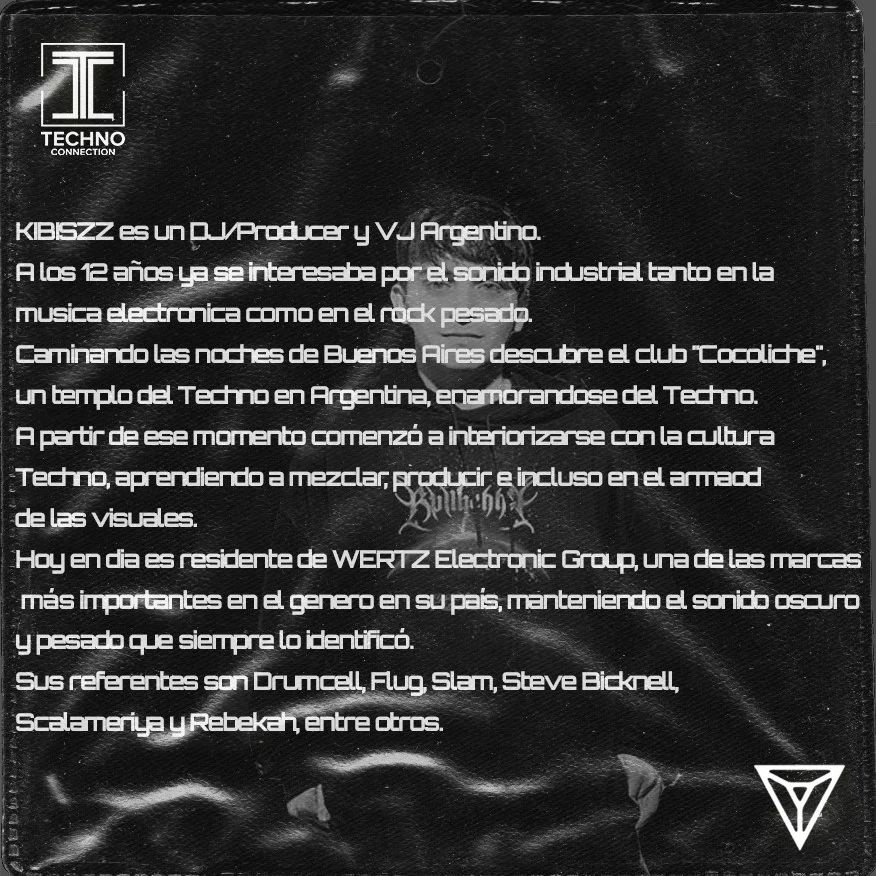 TECHNO
CONNECTION
KIBISZZ es un DJ/Producer y VJ Argentino.
A los 12 años ya se interesaba por el sonido industrial tanto en la
musica electronica como en el rock pesado.
Caminando las noches de Buenos Aires descubre el club "Cocoliche",
un templo del Techno en Argentina, enamorandose del Techno.
A partir de ese momento comenzó a interiorizarse con la cultura
Techno, aprendiendo a mezclar, producir e incluso en el armaod
de las visuales.
Hoy en dia es residente de WERTZ Electronic Group, una de las marcas
más importantes en el genero en su país, manteniendo el sonido oscuro
y pesado que siempre lo identificó.
Sus referentes son Drumcell, Flug, Slam, Steve Bicknell,
Scalameriya y Rebekah, entre otros.